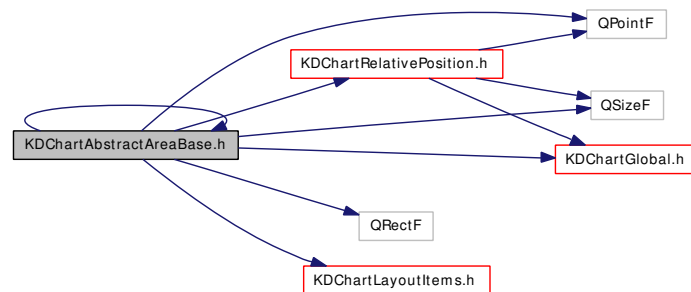 QPointF
KDChartRelativePosition.h
QSizeF
KDChartAbstractAreaBase.h
KDChartGlobal.h
QRectF
KDChartLayoutItems.h